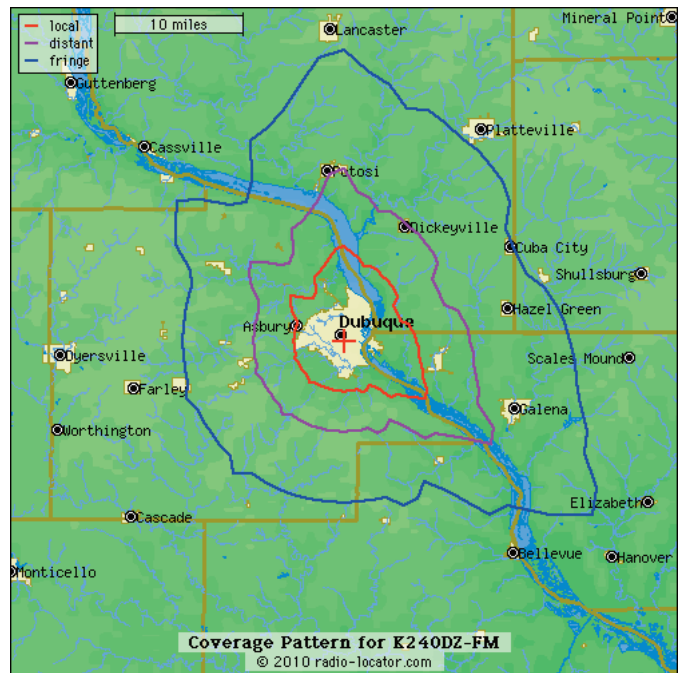 local
distant
fringe
10 miles
Lancaster
Mineral Point
Guttenberg
Platteville
Cassville
Potosi
Dickeyville
Cuba City
Shullsburg
Hazel Green
Asbury
Dubuque
Dyersville
Scales Mound
Farley
Galena
Worthington
Elizabeth
Cascade
Bellevue
Hanover
Monticello
Coverage Pattern for K240DZ-FM
© 2010 radio-locator.com